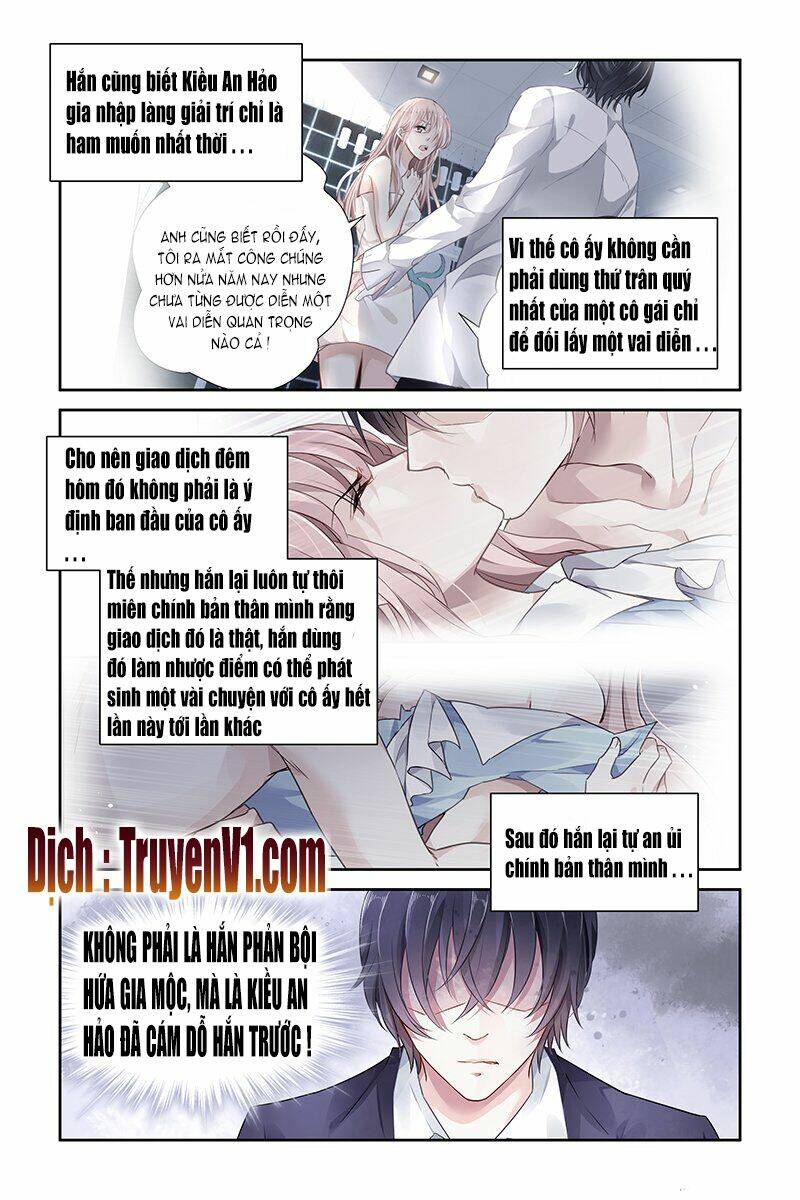 Hắn cũng biết Kiều An Hảo
gia nhập làng giải trí chỉ là
ham muốn nhất thời . . .
ANH CŨNG BIẾT RỒI ĐẤY,
TÔI RA MẮT CÔNG CHÚNG
HƠN NỬA NĂM NAY NHƯNG
CHƯA TỪNG ĐƯỢC DIỄN MỘT
VAI DIỄN QUAN TRỌNG
NÀO CẢ !
Vì thế cô ấy không cần
phải dùng thứ trân quý
nhất của một cô gái chỉ
để đối lấy một vai diễn . . .
Cho nên giao dịch đêm
hôm đó không phải là ý
định ban đầu của cô ấy
. . .
Thế nhưng hắn lại luôn tự thôi
miên chính bản thân mình rằng
giao dịch đó là thật, hắn dùng
đó làm nhược điểm có thể phát
sinh một vài chuyện với cô ấy hết
lần này tới lần khác
Sau đó hắn lại tự an ủi
chính bản thân mình . . .
Dịch : TruyenV1.com
KHÔNG PHẢI LÀ HẮN PHẢN BỘI
HỨA GIA MỘC, MÀ LÀ KIỀU AN
HẢO ĐÃ CÁM DỖ HẮN TRƯỚC !